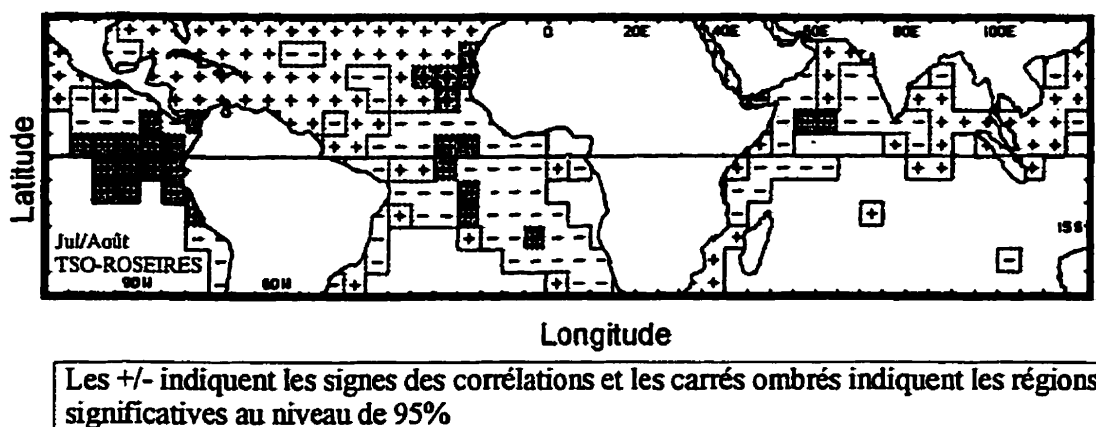 0 20E 40E 60E 80E 100E
Latitude
15S
Jul/Août
TSO-ROSEIRES
90W 60W
Longitude
Les +/- indiquent les signes des corrélations et les carrés ombrés indiquent les régions
significatives au niveau de 95%